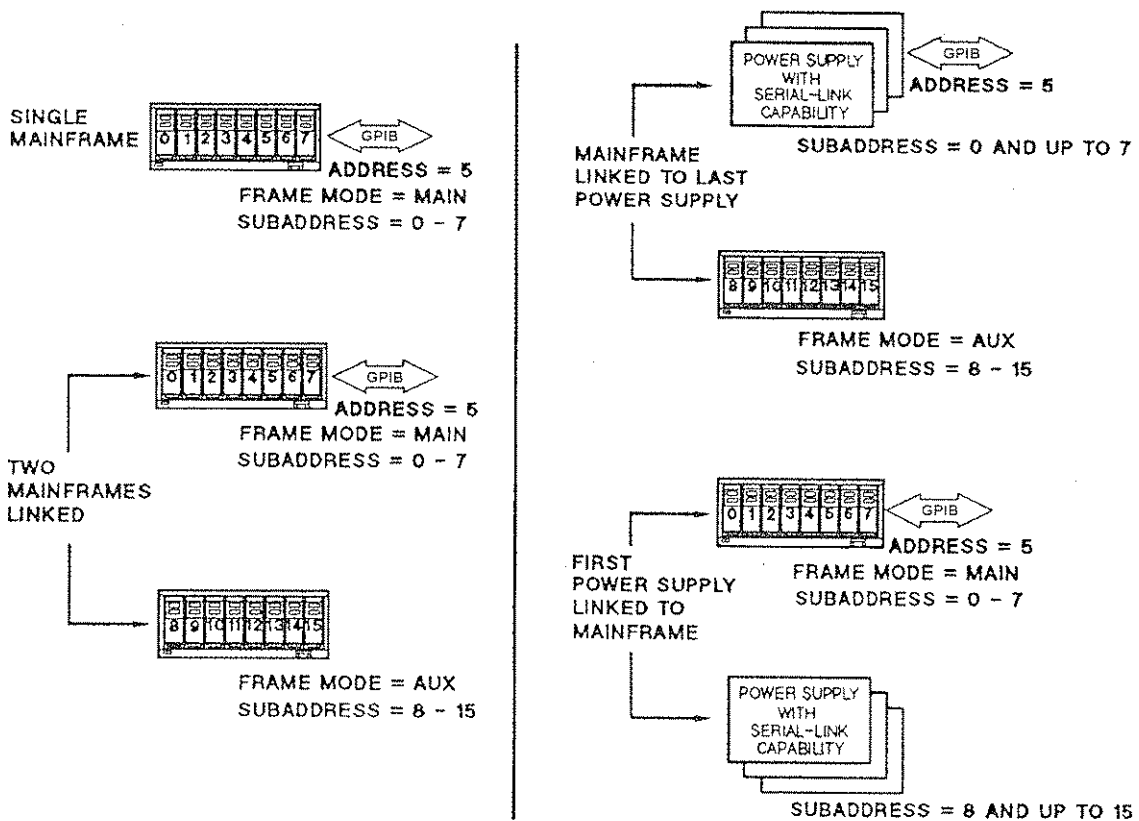 SINGLE
MAINFRAME
0 1 2 3 4 5 6 7
GPIB
ADDRESS = 5
FRAME MODE = MAIN
SUBADDRESS = 0 - 7
TWO
MAINFRAMES
LINKED
0 1 2 3 4 5 6 7
GPIB
ADDRESS = 5
FRAME MODE = MAIN
SUBADDRESS = 0 - 7
8 9 10 11 12 13 14 15
FRAME MODE = AUX
SUBADDRESS = 8 - 15
MAINFRAME
LINKED TO LAST
POWER SUPPLY
POWER SUPPLY
WITH
SERIAL-LINK
CAPABILITY
GPIB
ADDRESS = 5
SUBADDRESS = 0 AND UP TO 7
8 9 10 11 12 13 14 15
FRAME MODE = AUX
SUBADDRESS = 8 - 15
FIRST
POWER SUPPLY
LINKED TO
MAINFRAME
0 1 2 3 4 5 6 7
GPIB
ADDRESS = 5
FRAME MODE = MAIN
SUBADDRESS = 0 - 7
POWER SUPPLY
WITH
SERIAL-LINK
CAPABILITY
SUBADDRESS = 8 AND UP TO 15